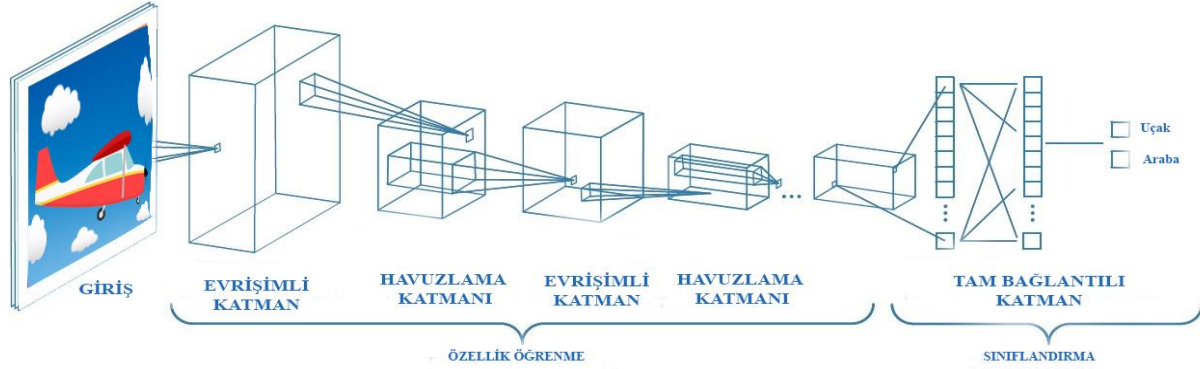 GİRİŞ
EVRİŞİMLİ
KATMAN
HAVUZLAMA
KATMANI
EVRİŞİMLİ
KATMAN
HAVUZLAMA
KATMANI
TAM BAĞLANTILI
KATMAN
Uçak
Araba
ÖZELLİK ÖĞRENME
SINIFLANDIRMA